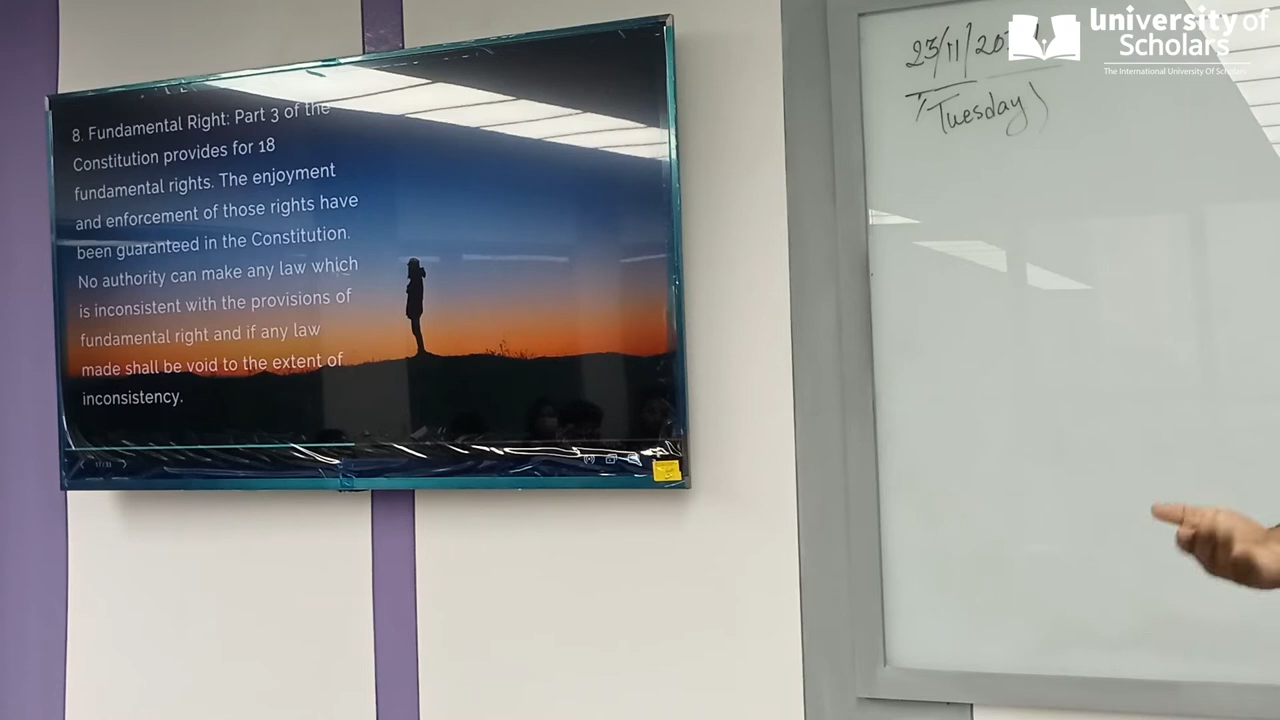 8. Fundamental Right: Part 3 of the
Constitution provides for 18
fundamental rights. The enjoyment
and enforcement of those rights have
been guaranteed in the Constitution.
No authority can make any law which
is inconsistent with the provisions of
fundamental right and if any law
made shall be void to the extent of
inconsistency.
(Tuesday)
University of
Scholars
The International University Of Scholars